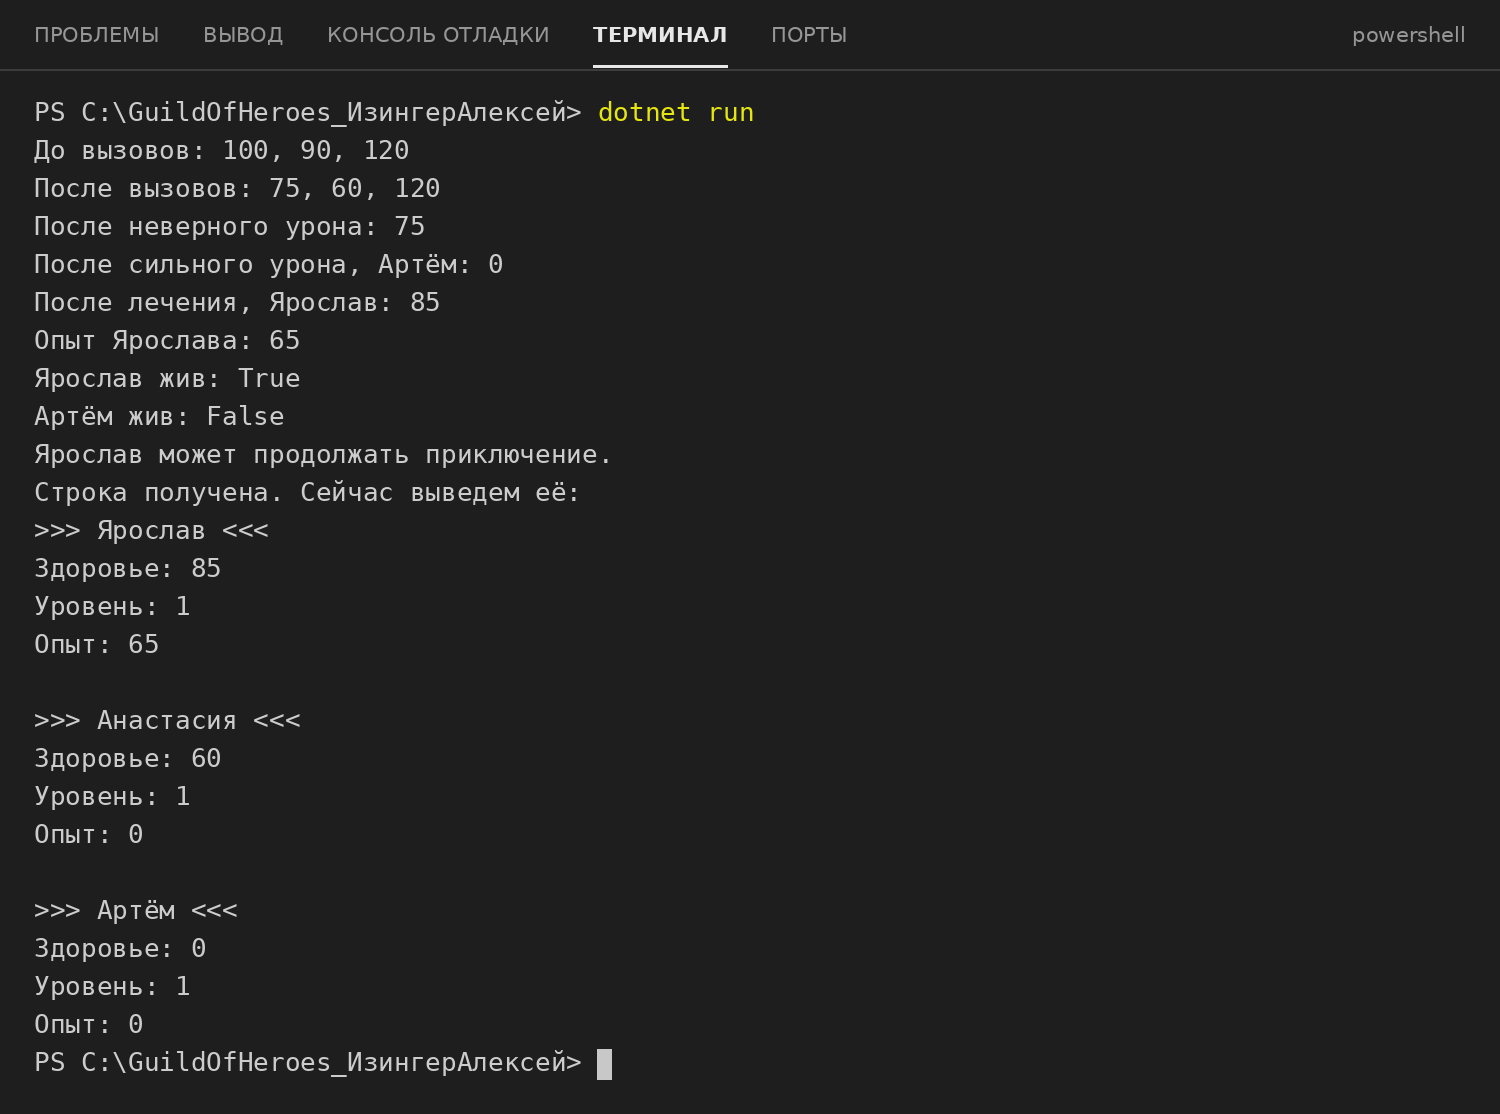 ПРОБЛЕМЫ ВЫВОД КОНСОЛЬ ОТЛАДКИ ТЕРМИНАЛ ПОРТЫ powershell
PS C:\GuildOfHeroes_ИзингерАлексей> dotnet run
До вызовов: 100, 90, 120
После вызовов: 75, 60, 120
После неверного урона: 75
После сильного урона, Артём: 0
После лечения, Ярослав: 85
Опыт Ярослава: 65
Ярослав жив: True
Артём жив: False
Ярослав может продолжать приключение.
Строка получена. Сейчас выведем её:
>>> Ярослав <<<
Здоровье: 85
Уровень: 1
Опыт: 65
>>> Анастасия <<<
Здоровье: 60
Уровень: 1
Опыт: 0
>>> Артём <<<
Здоровье: 0
Уровень: 1
Опыт: 0
PS C:\GuildOfHeroes_ИзингерАлексей>